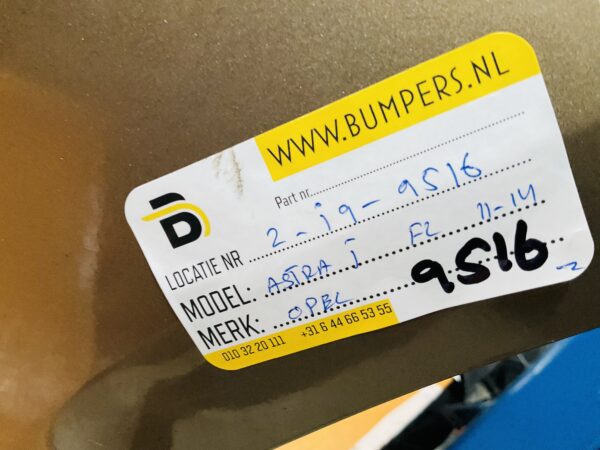 WWW.BUMPERS.NL
Part nr.
LOCATIE NR 2-j9-9516
MODEL: ASTRA J FL 11-14
MERK: OPEL 9516
010 32 20 111 +31 6 44 66 53 55